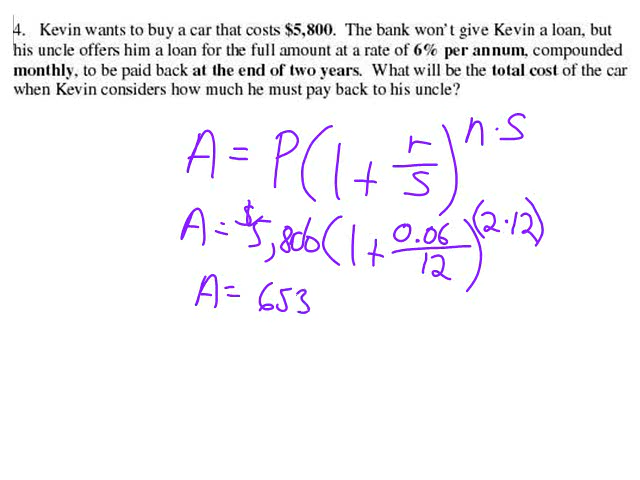 4. Kevin wants to buy a car that costs $5,800. The bank won't give Kevin a loan, but
his uncle offers him a loan for the full amount at a rate of 6% per annum, compounded
monthly, to be paid back at the end of two years. What will be the total cost of the car
when Kevin considers how much he must pay back to his uncle?
A = P(1 + r/s)^n·s
A = $5,800(1 + 0.06/12)^(2·12)
A = 653